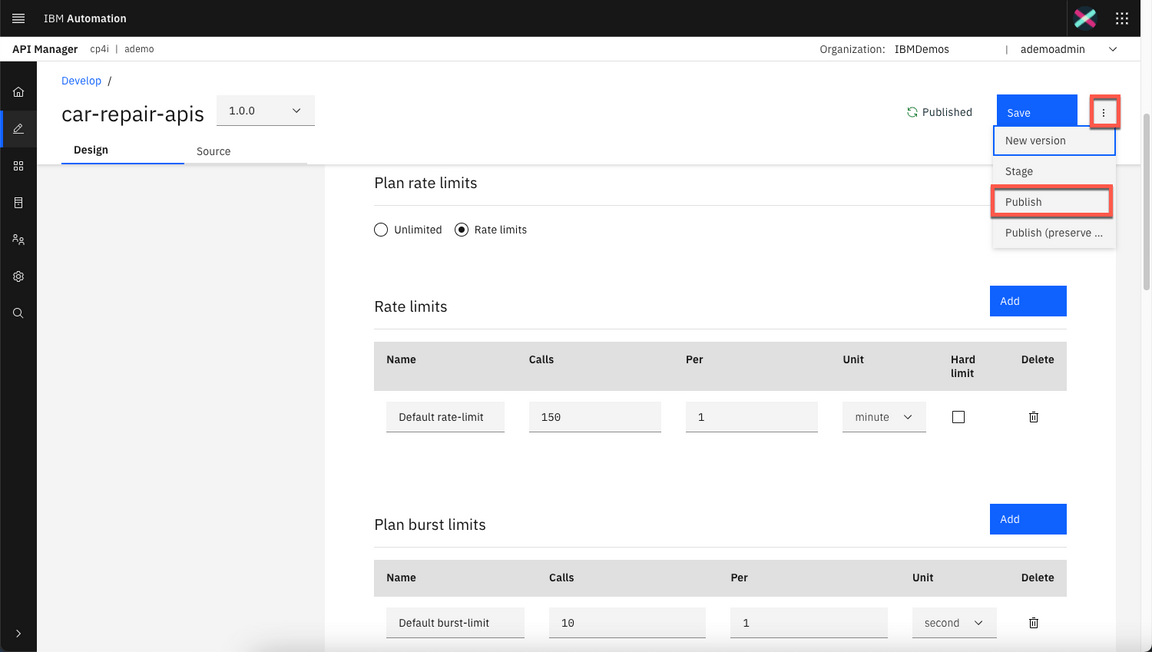 IBM Automation
API Manager cp4i | ademo
Organization: IBMDemos | ademoadmin
Develop /
car-repair-apis 1.0.0
Published
Save
Design Source
New version
Stage
Publish
Publish (preserve ...
Plan rate limits
Unlimited Rate limits
Rate limits
Add
Name Calls Per Unit Hard limit Delete
Default rate-limit 150 1 minute
Plan burst limits
Add
Name Calls Per Unit Delete
Default burst-limit 10 1 second